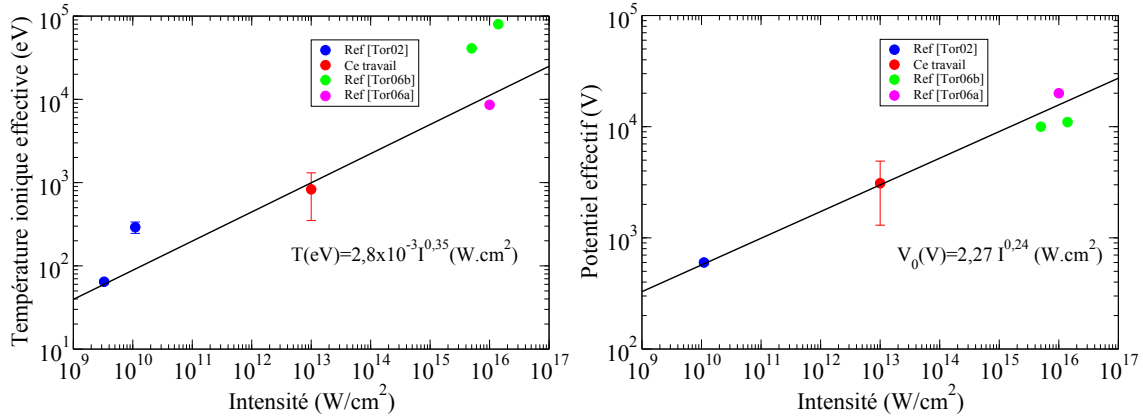 Température ionique effective (eV)
10^5
10^4
10^3
10^2
10^1
Ref [Tor02]
Ce travail
Ref [Tor06b]
Ref [Tor06a]
T(eV)=2,8x10^-3I^0,35(W.cm^2)
10^9 10^10 10^11 10^12 10^13 10^14 10^15 10^16 10^17
Intensité (W/cm^2)
Potentiel effectif (V)
10^5
10^4
10^3
10^2
Ref [Tor02]
Ce travail
Ref [Tor06b]
Ref [Tor06a]
V_0(V)=2,27 I^0,24 (W.cm^2)
10^9 10^10 10^11 10^12 10^13 10^14 10^15 10^16 10^17
Intensité (W/cm^2)